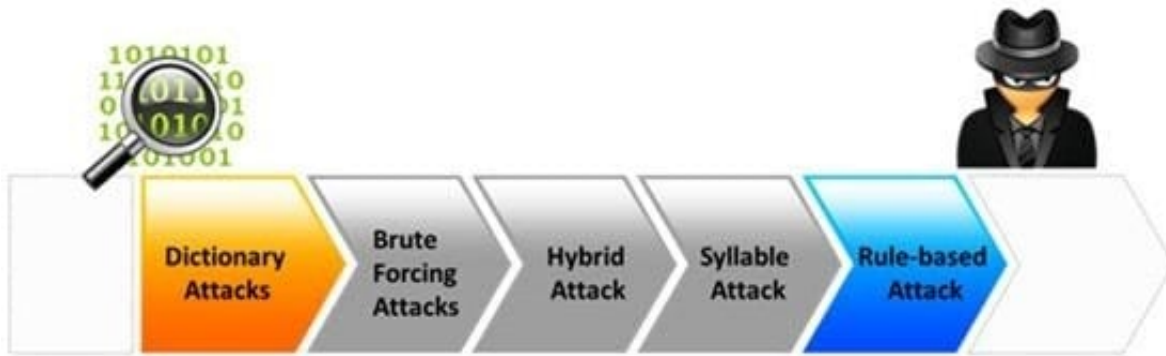 1010101
Dictionary
Attacks
Brute
Forcing
Attacks
Hybrid
Attack
Syllable
Attack
Rule-based
Attack